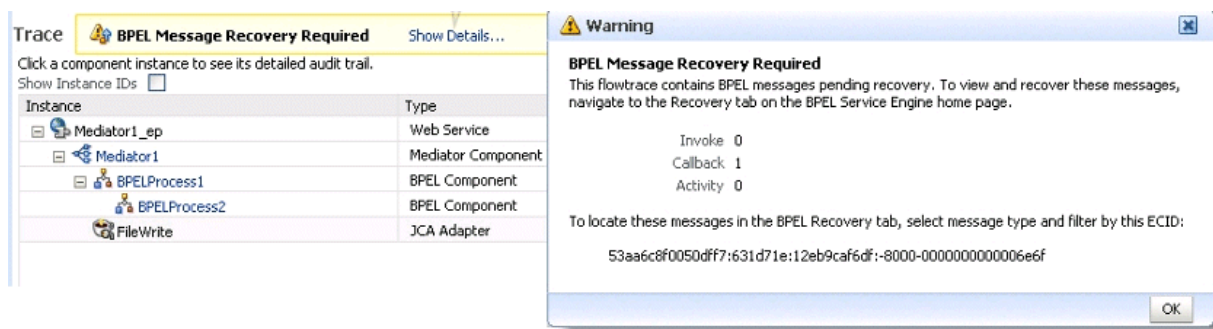 Trace BPEL Message Recovery Required Show Details...
Click a component instance to see its detailed audit trail.
Show Instance IDs
Instance Type
Mediator1_ep Web Service
Mediator1 Mediator Component
BPELProcess1 BPEL Component
BPELProcess2 BPEL Component
FileWrite JCA Adapter
Warning
BPEL Message Recovery Required
This flowtrace contains BPEL messages pending recovery. To view and recover these messages,
navigate to the Recovery tab on the BPEL Service Engine home page.
Invoke 0
Callback 1
Activity 0
To locate these messages in the BPEL Recovery tab, select message type and filter by this ECID:
53aa6c8f0050dff7:631d71e:12eb9caf6df:-8000-0000000000006e6f
OK